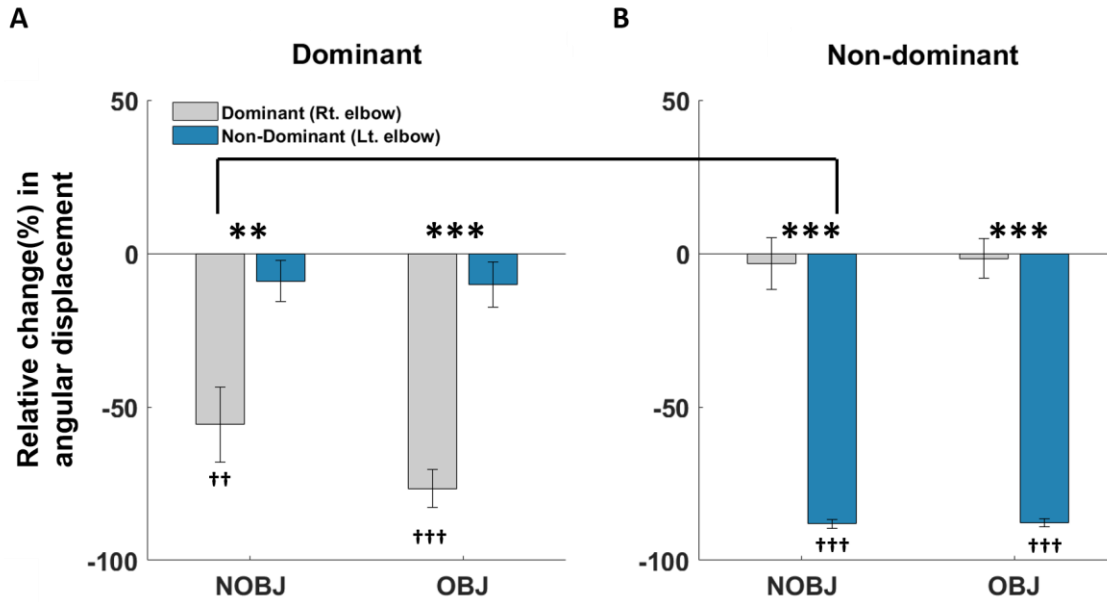 A
B
Dominant
Non-dominant
Relative change(%) in
angular displacement
50
0
-50
-100
Dominant (Rt. elbow)
Non-Dominant (Lt. elbow)
**
***
††
†††
NOBJ
OBJ
50
0
-50
-100
***
***
†††
†††
NOBJ
OBJ